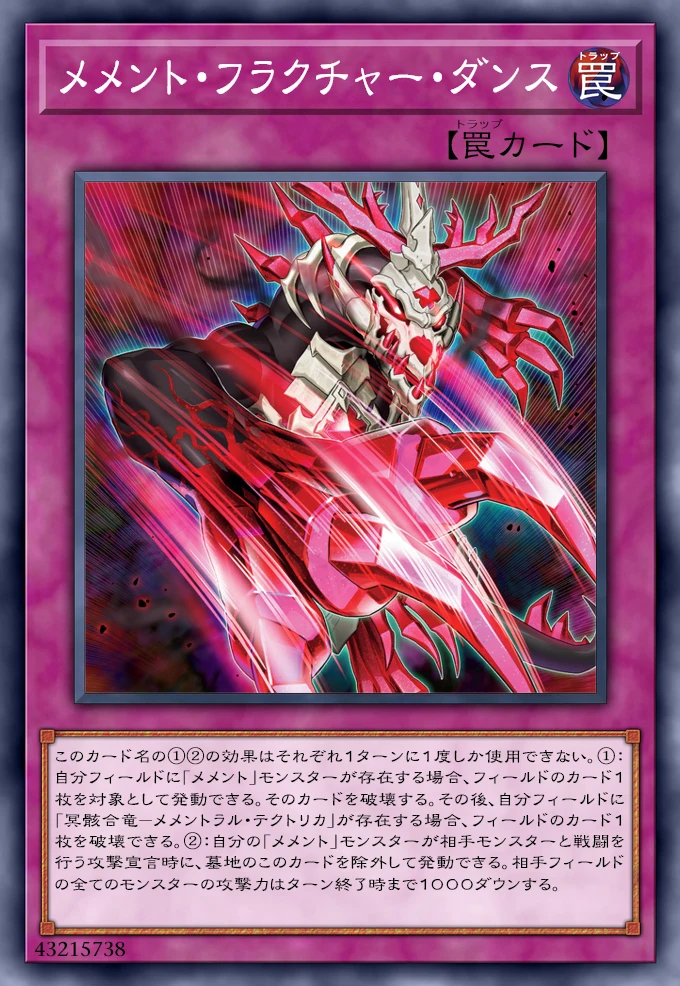 メメント・フラクチャー・ダンス
トラップ
罠
トラップ
【罠カード】
このカード名の①②の効果はそれぞれ1ターンに1度しか使用できない。①：
自分フィールドに「メメント」モンスターが存在する場合、フィールドのカード1
枚を対象として発動できる。そのカードを破壊する。その後、自分フィールドに
「冥骸合竜－メメントラル・テクトリカ」が存在する場合、フィールドのカード1
枚を破壊できる。②：自分の「メメント」モンスターが相手モンスターと戦闘を
行う攻撃宣言時に、墓地のこのカードを除外して発動できる。相手フィールド
の全てのモンスターの攻撃力はターン終了時まで1000ダウンする。
43215738